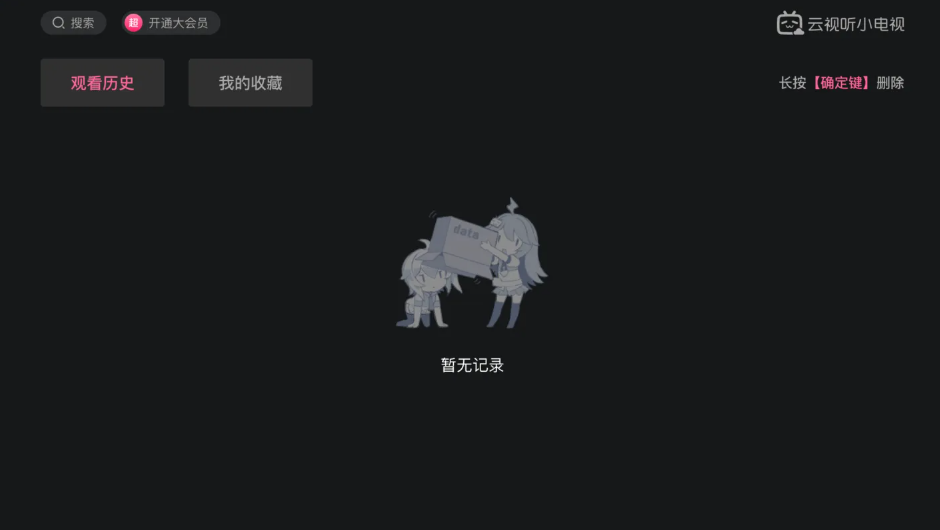 搜索
超 开通大会员
云视听小电视
观看历史
我的收藏
长按【确定键】删除
data
暂无记录